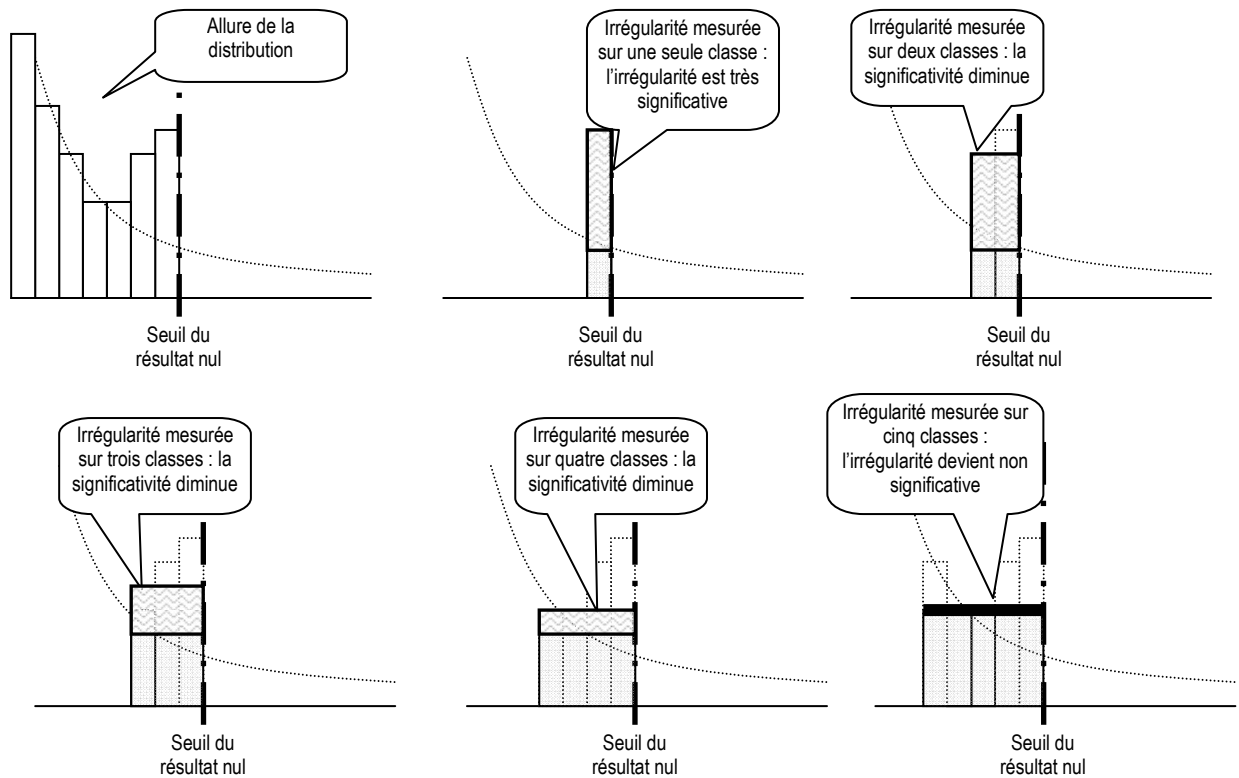 Allure de la
distribution
Irrégularité mesurée
sur une seule classe :
l'irrégularité est très
significative
Irrégularité mesurée
sur deux classes : la
significativité diminue
Seuil du
résultat nul
Seuil du
résultat nul
Seuil du
résultat nul
Irrégularité mesurée
sur trois classes : la
significativité diminue
Irrégularité mesurée
sur quatre classes : la
significativité diminue
Irrégularité mesurée sur
cinq classes :
l'irrégularité devient non
significative
Seuil du
résultat nul
Seuil du
résultat nul
Seuil du
résultat nul